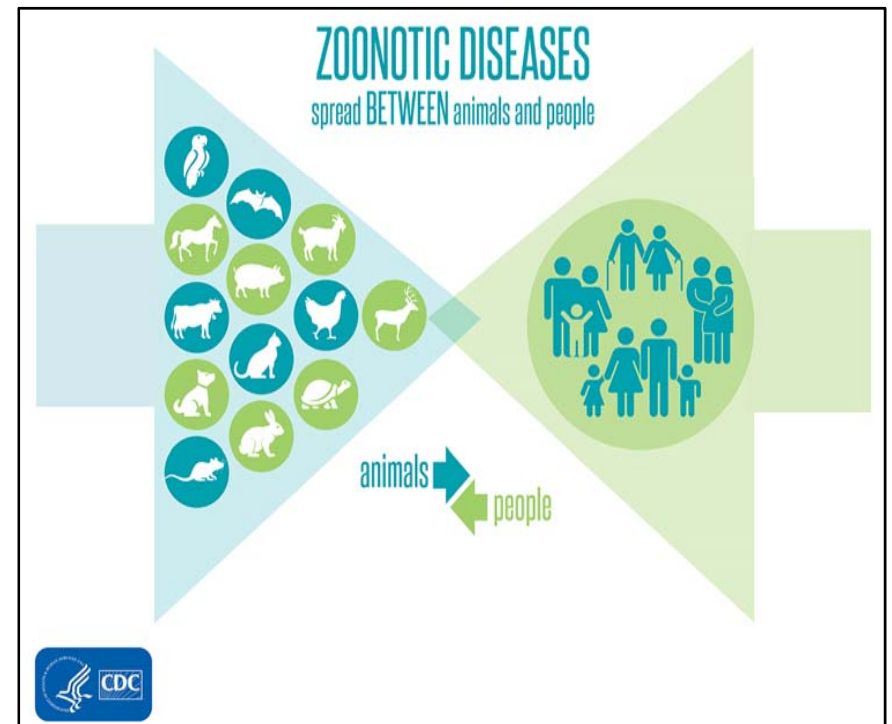 ZOONOTIC DISEASES
spread BETWEEN animals and people
animals
people
CDC